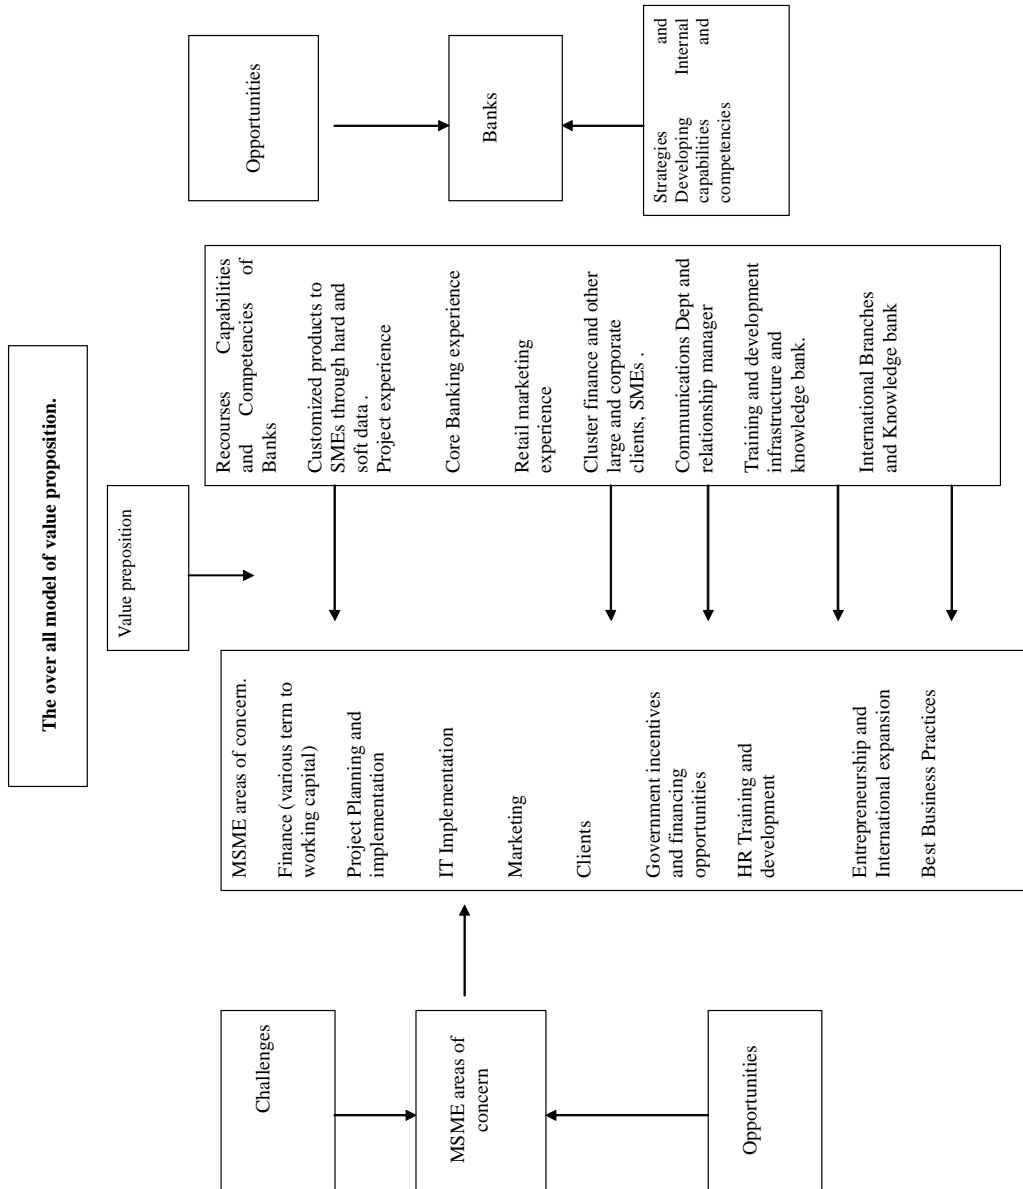 The over all model of value proposition.
Value preposition
Challenges
MSME areas of
concern
Opportunities
MSME areas of concern.
Finance (various term to
working capital)
Project Planning and
implementation
IT Implementation
Marketing
Clients
Government incentives
and financing
opportunities
HR Training and
development
Entrepreneurship and
International expansion
Best Business Practices
Recourses Capabilities
and Competencies of
Banks
Customized products to
SMEs through hard and
soft data .
Project experience
Core Banking experience
Retail marketing
experience
Cluster finance and other
large and corporate
clients, SMEs .
Communications Dept and
relationship manager
Training and development
infrastructure and
knowledge bank.
International Branches
and Knowledge bank
Opportunities
Banks
Strategies and
Developing Internal
capabilities and
competencies